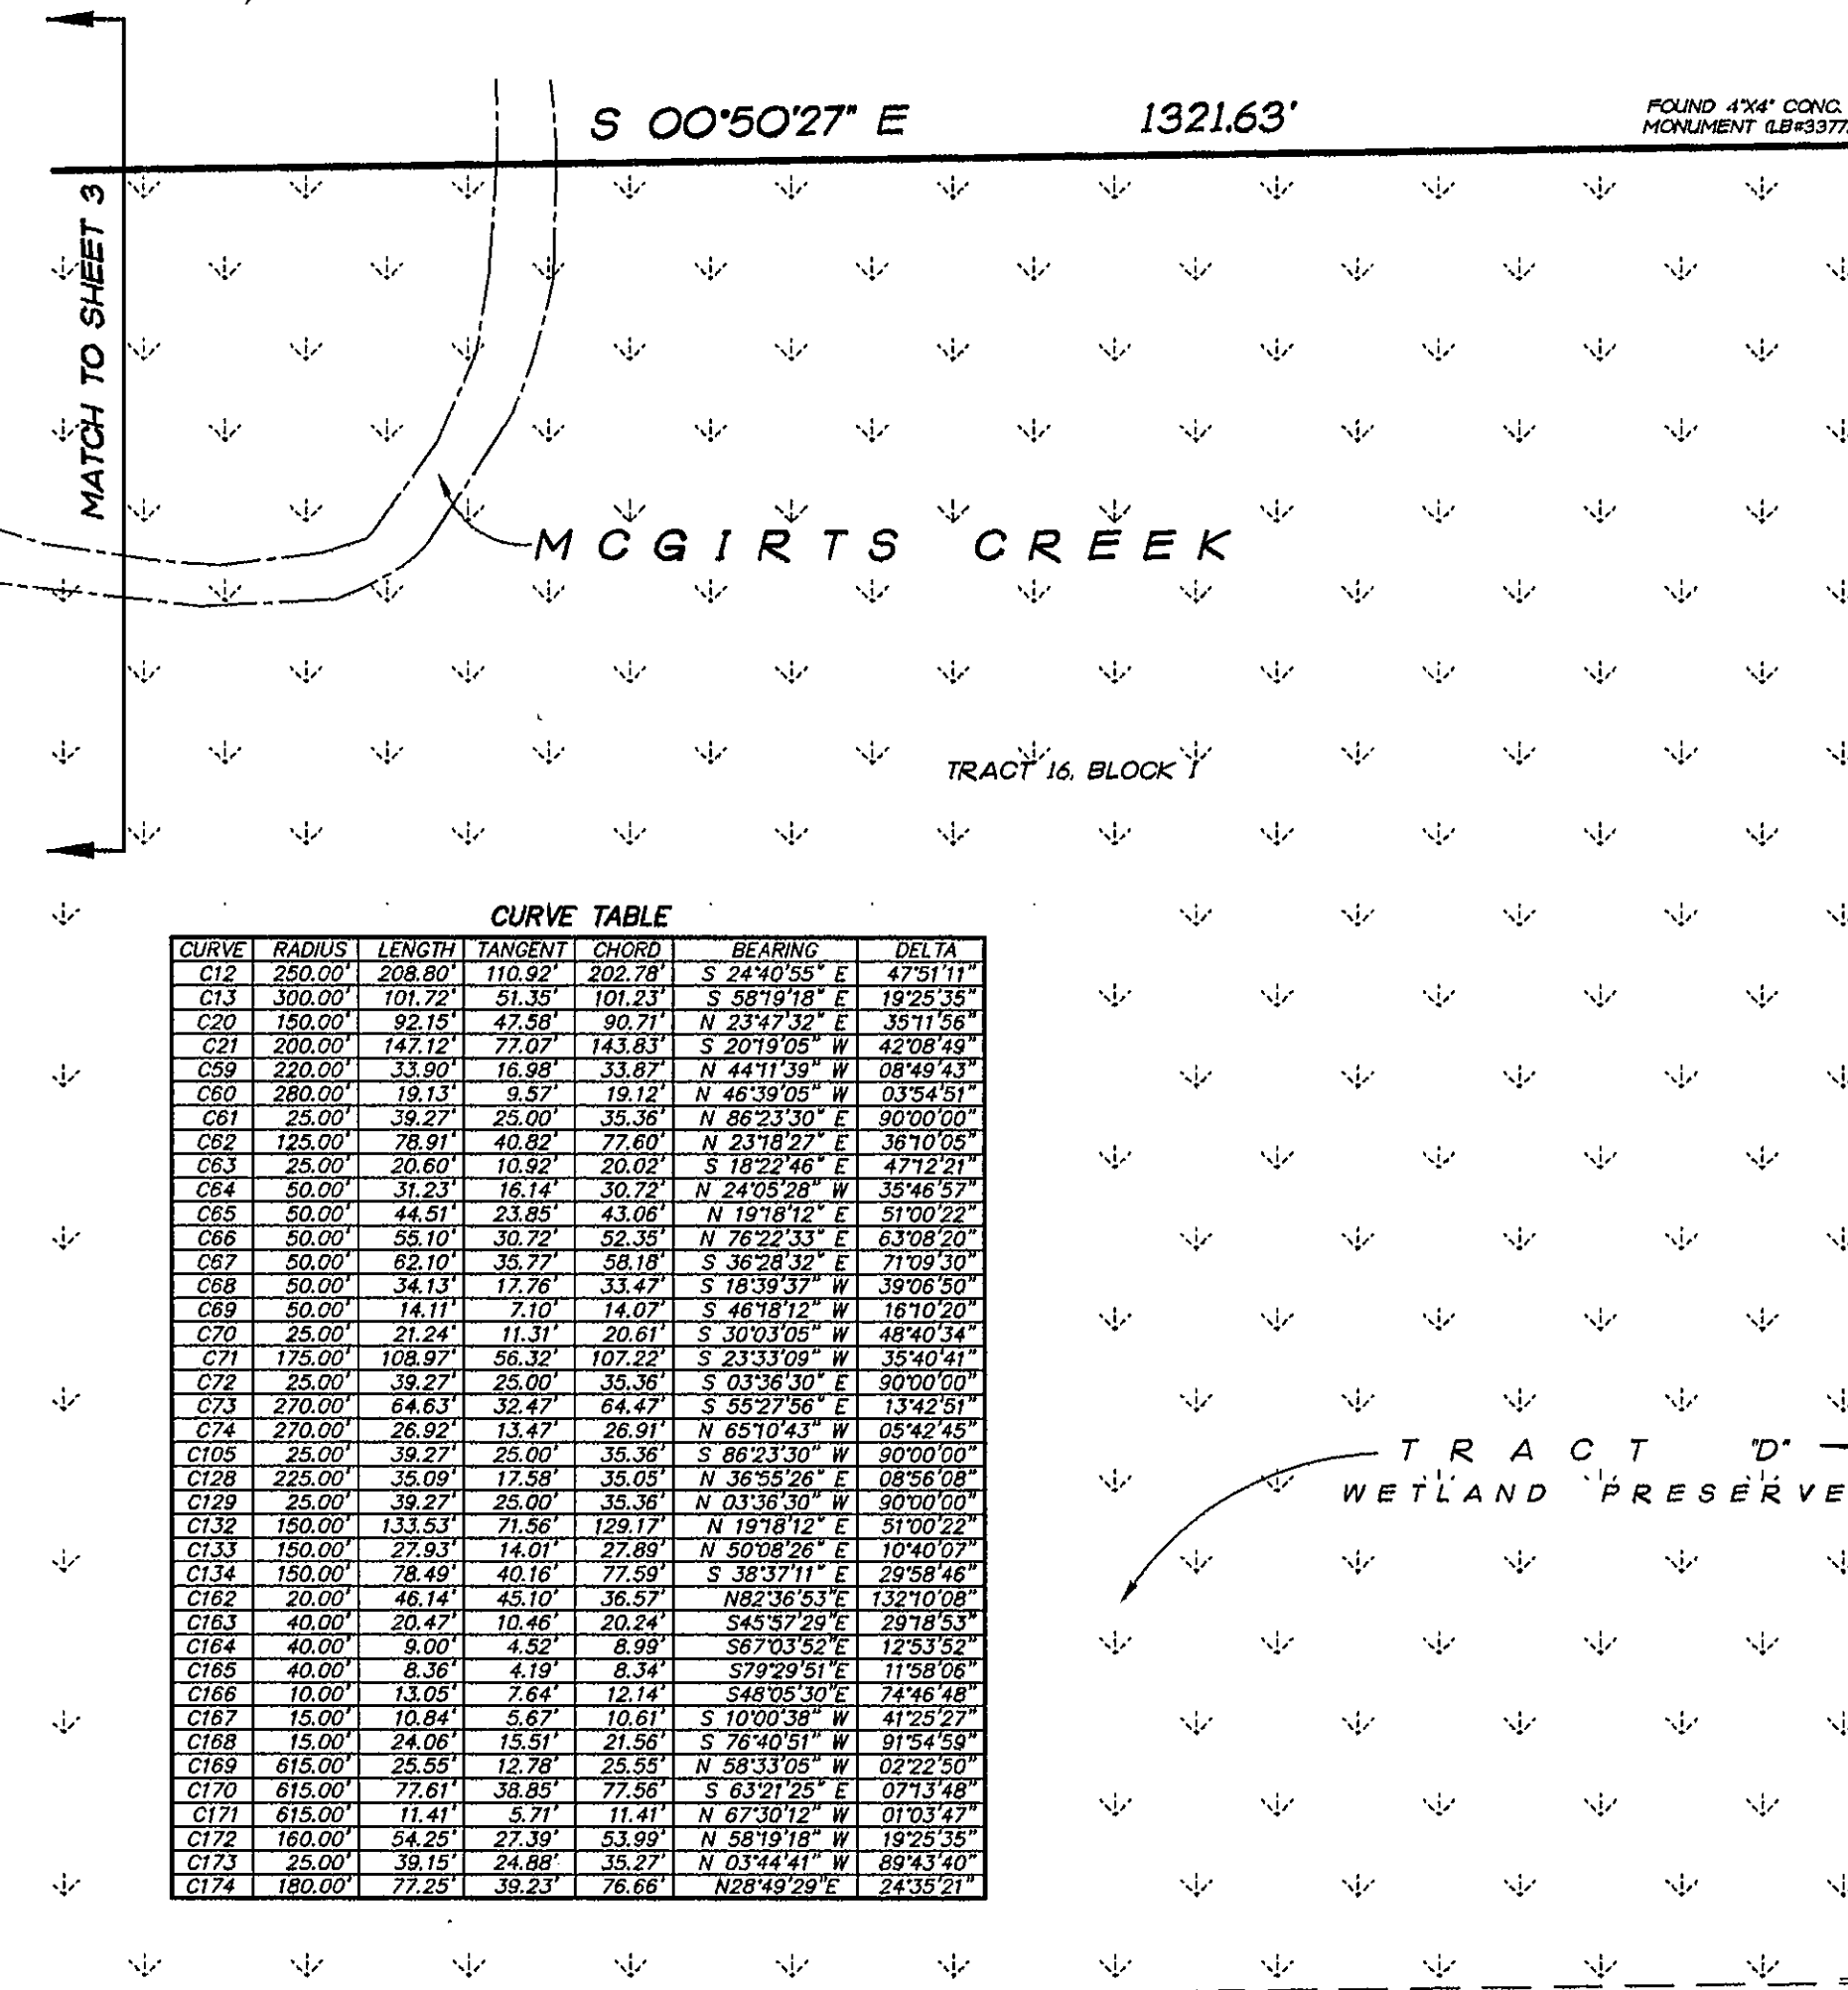 S 00°50'27" E 1321.63'
FOUND 4"X4" CONC.
MONUMENT (LB#3377)
MATCH TO SHEET 3
MCGIRTS CREEK
TRACT 16, BLOCK 1
CURVE TABLE
CURVE RADIUS LENGTH TANGENT CHORD BEARING DELTA
C12 250.00' 208.80' 110.92' 202.78' S 24°40'55" E 47°51'11"
C13 300.00' 101.72' 51.35' 101.23' S 58°19'18" E 19°25'35"
C20 150.00' 92.15' 47.58' 90.71' N 23°47'32" E 35°11'56"
C21 200.00' 147.12' 77.07' 143.83' S 20°19'05" W 42°08'49"
C59 220.00' 33.90' 16.98' 33.87' N 44°11'39" W 08°49'43"
C60 280.00' 19.13' 9.57' 19.12' N 46°39'05" W 03°54'51"
C61 25.00' 39.27' 25.00' 35.36' N 86°23'30" E 90°00'00"
C62 125.00' 78.91' 40.82' 77.60' N 23°18'27" E 36°10'05"
C63 25.00' 20.60' 10.92' 20.02' S 18°22'46" E 47°12'21"
C64 50.00' 31.23' 16.14' 30.72' N 24°05'28" W 35°46'57"
C65 50.00' 44.51' 23.85' 43.06' N 19°18'12" E 51°00'22"
C66 50.00' 55.10' 30.72' 52.35' N 76°22'33" E 63°08'20"
C67 50.00' 62.10' 35.77' 58.18' S 36°28'32" E 71°09'30"
C68 50.00' 34.13' 17.76' 33.47' S 18°39'37" W 39°06'50"
C69 50.00' 14.11' 7.10' 14.07' S 46°18'12" W 16°10'20"
C70 25.00' 21.24' 11.31' 20.61' S 30°03'05" W 48°40'34"
C71 175.00' 108.97' 56.32' 107.22' S 23°33'09" W 35°40'41"
C72 25.00' 39.27' 25.00' 35.36' S 03°36'30" E 90°00'00"
C73 270.00' 64.63' 32.47' 64.47' S 55°27'56" E 13°42'51"
C74 270.00' 26.92' 13.47' 26.91' N 65°10'43" W 05°42'45"
C105 25.00' 39.27' 25.00' 35.36' S 86°23'30" W 90°00'00"
C128 225.00' 35.09' 17.58' 35.05' N 36°55'26" E 08°56'08"
C129 25.00' 39.27' 25.00' 35.36' N 03°36'30" W 90°00'00"
C132 150.00' 133.53' 71.56' 129.17' N 19°18'12" E 51°00'22"
C133 150.00' 27.93' 14.01' 27.89' N 50°08'26" E 10°40'07"
C134 150.00' 78.49' 40.16' 77.59' S 38°37'11" E 29°58'46"
C162 20.00' 46.14' 45.10' 36.57' N82°36'53"E 132°10'08"
C163 40.00' 20.47' 10.46' 20.24' S45°57'29"E 29°18'53"
C164 40.00' 9.00' 4.52' 8.99' S67°03'52"E 12°53'52"
C165 40.00' 8.36' 4.19' 8.34' S79°29'51"E 11°58'06"
C166 10.00' 13.05' 7.64' 12.14' S48°05'30"E 74°46'48"
C167 15.00' 10.84' 5.67' 10.61' S 10°00'38" W 41°25'27"
C168 15.00' 24.06' 15.51' 21.56' S 76°40'51" W 91°54'59"
C169 615.00' 25.55' 12.78' 25.55' N 58°33'05" W 02°22'50"
C170 615.00' 77.61' 38.85' 77.56' S 63°21'25" E 07°13'48"
C171 615.00' 11.41' 5.71' 11.41' N 67°30'12" W 01°03'47"
C172 160.00' 54.25' 27.39' 53.99' N 58°19'18" W 19°25'35"
C173 25.00' 39.15' 24.88' 35.27' N 03°44'41" W 89°43'40"
C174 180.00' 77.25' 39.23' 76.66' N28°49'29"E 24°35'21"
TRACT "D"
WETLAND PRESERVE